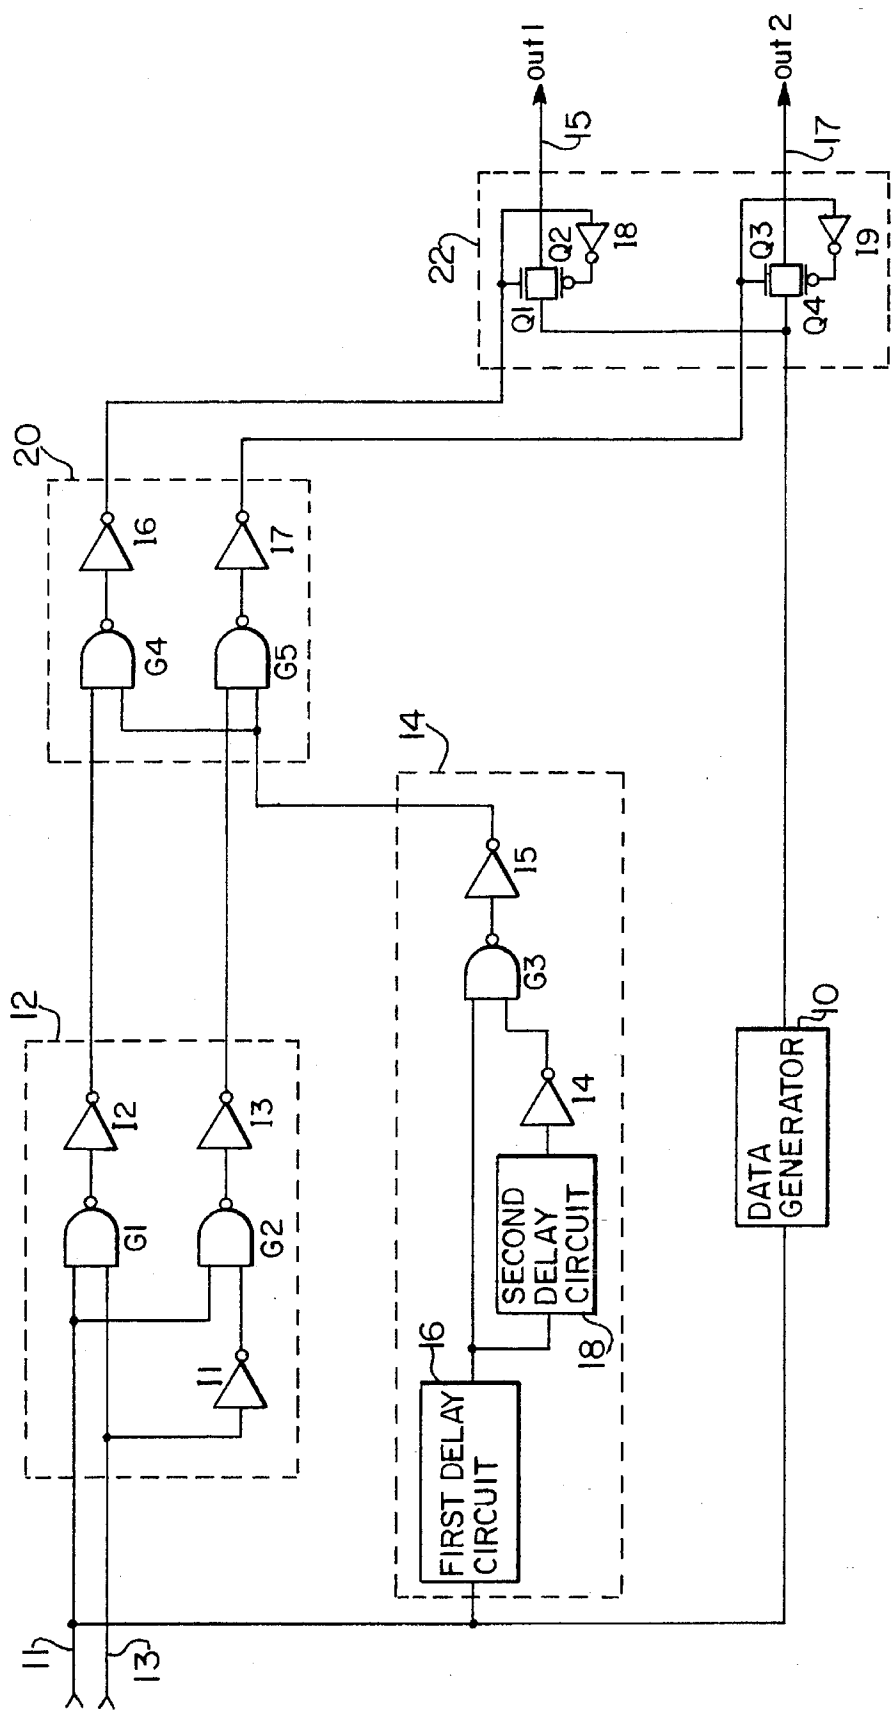 11
13
12
I1
G1
G2
I2
I3
20
G4
G5
I6
I7
14
16
FIRST DELAY
CIRCUIT
18
SECOND
DELAY
CIRCUIT
I4
G3
I5
DATA
GENERATOR
10
22
Q1
Q2
I8
Q3
Q4
I9
15
out 1
17
out 2